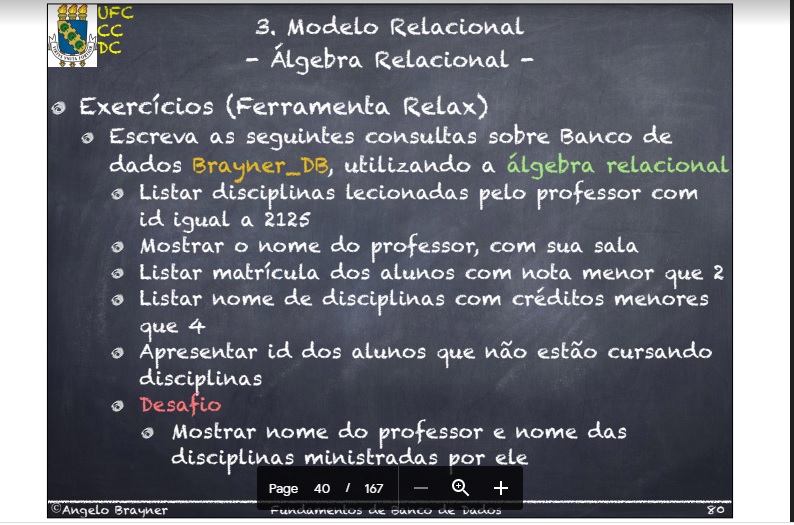 UFC
CC
DC
3. Modelo Relacional
- Álgebra Relacional -
Exercícios (Ferramenta Relax)
Escreva as seguintes consultas sobre Banco de
dados Brayner_DB, utilizando a álgebra relacional
Listar disciplinas lecionadas pelo professor com
id igual a 2125
Mostrar o nome do professor, com sua sala
Listar matrícula dos alunos com nota menor que 2
Listar nome de disciplinas com créditos menores
que 4
Apresentar id dos alunos que não estão cursando
disciplinas
Desafio
Mostrar nome do professor e nome das
disciplinas ministradas por ele
Page 40 / 167
©Angelo Brayner Fundamentos de Banco de Dados 80